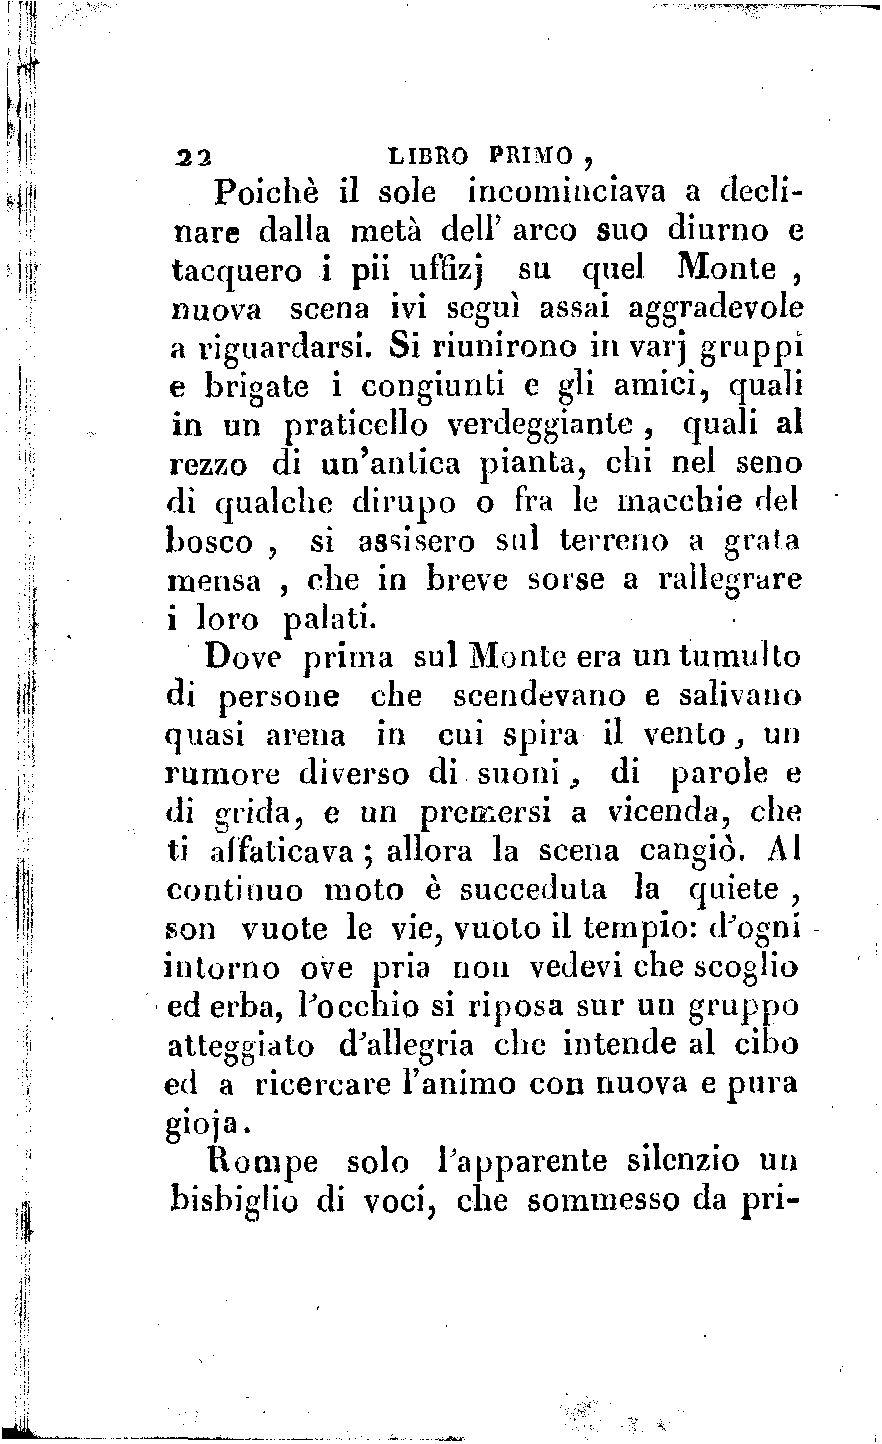 22 LIBRO PRIMO ,
Poichè il sole incominciava a decli-
nare dalla metà dell' arco suo diurno e
tacquero i pii uffizj su quel Monte ,
nuova scena ivi seguì assai aggradevole
a riguardarsi. Si riunirono in varj gruppi
e brigate i congiunti e gli amici, quali
in un praticello verdeggiante , quali al
rezzo di un'antica pianta, chi nel seno
di qualche dirupo o fra le macchie del
bosco , si assisero sul terreno a grata
mensa , che in breve sorse a rallegrare
i loro palati.
Dove prima sul Monte era un tumulto
di persone che scendevano e salivano
quasi arena in cui spira il vento , un
rumore diverso di suoni , di parole e
di grida, e un premersi a vicenda, che
ti affaticava ; allora la scena cangiò. Al
continuo moto è succeduta la quiete ,
son vuote le vie, vuoto il tempio: d'ogni
intorno ove pria non vedevi che scoglio
ed erba, l'occhio si riposa sur un gruppo
atteggiato d'allegria che intende al cibo
ed a ricercare l'animo con nuova e pura
gioja.
Rompe solo l'apparente silenzio un
bisbiglio di voci, che sommesso da pri-